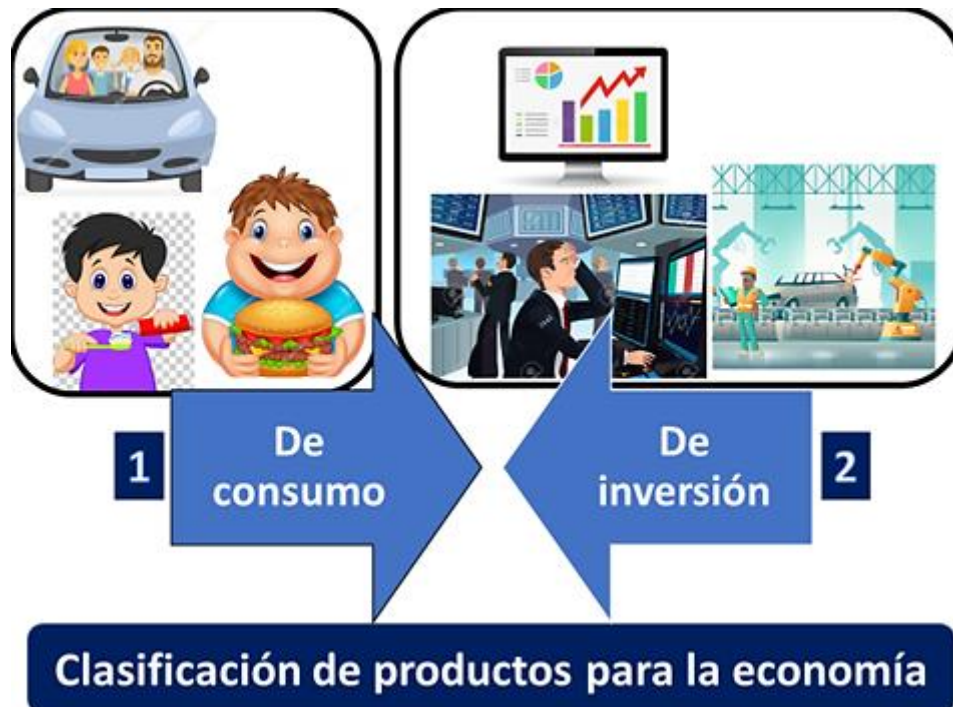 1
De
consumo
De
inversión
2
Clasificación de productos para la economía